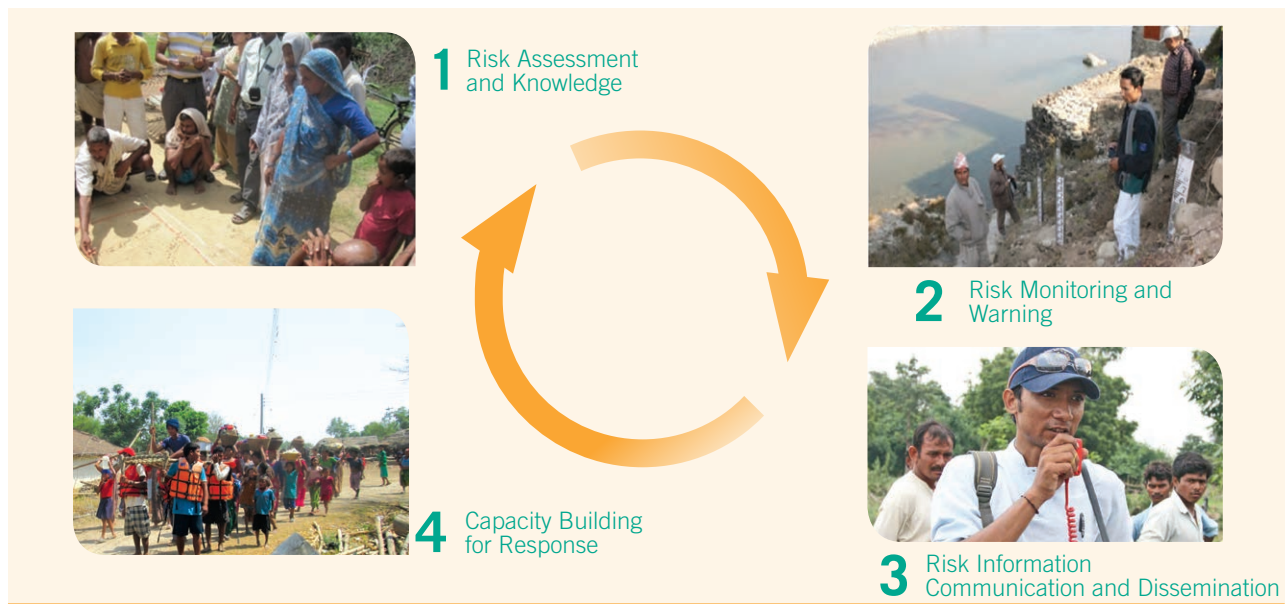 1 Risk Assessment
and Knowledge
2 Risk Monitoring and
Warning
3 Risk Information
Communication and Dissemination
4 Capacity Building
for Response